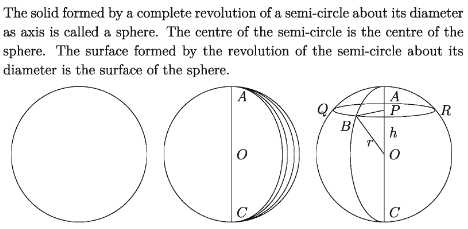 The solid formed by a complete revolution of a semi-circle about its diameter
as axis is called a sphere. The centre of the semi-circle is the centre of the
sphere. The surface formed by the revolution of the semi-circle about its
diameter is the surface of the sphere.
A
O
C
A
Q
P
R
B
h
r
O
C